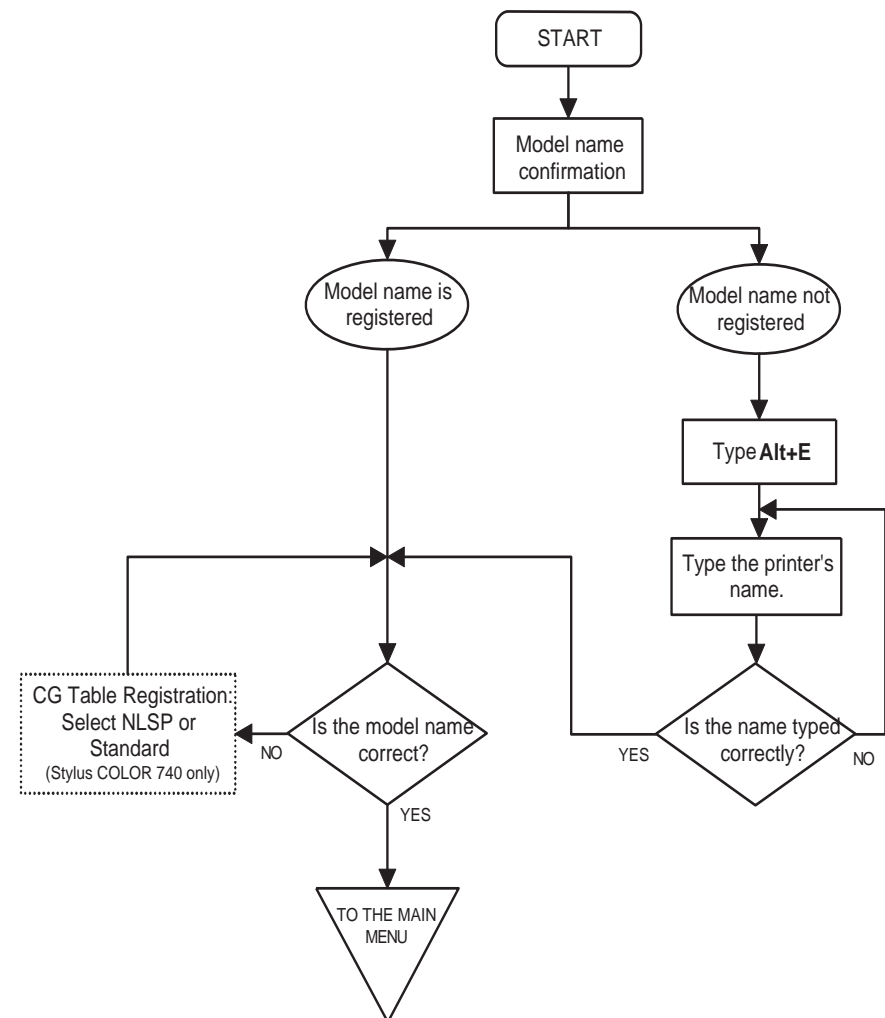 START
Model name
confirmation
Model name is
registered
Model name not
registered
Type Alt+E
Type the printer's
name.
CG Table Registration:
Select NLSP or
Standard
(Stylus COLOR 740 only)
NO
Is the model name
correct?
YES
YES
Is the name typed
correctly?
NO
TO THE MAIN
MENU